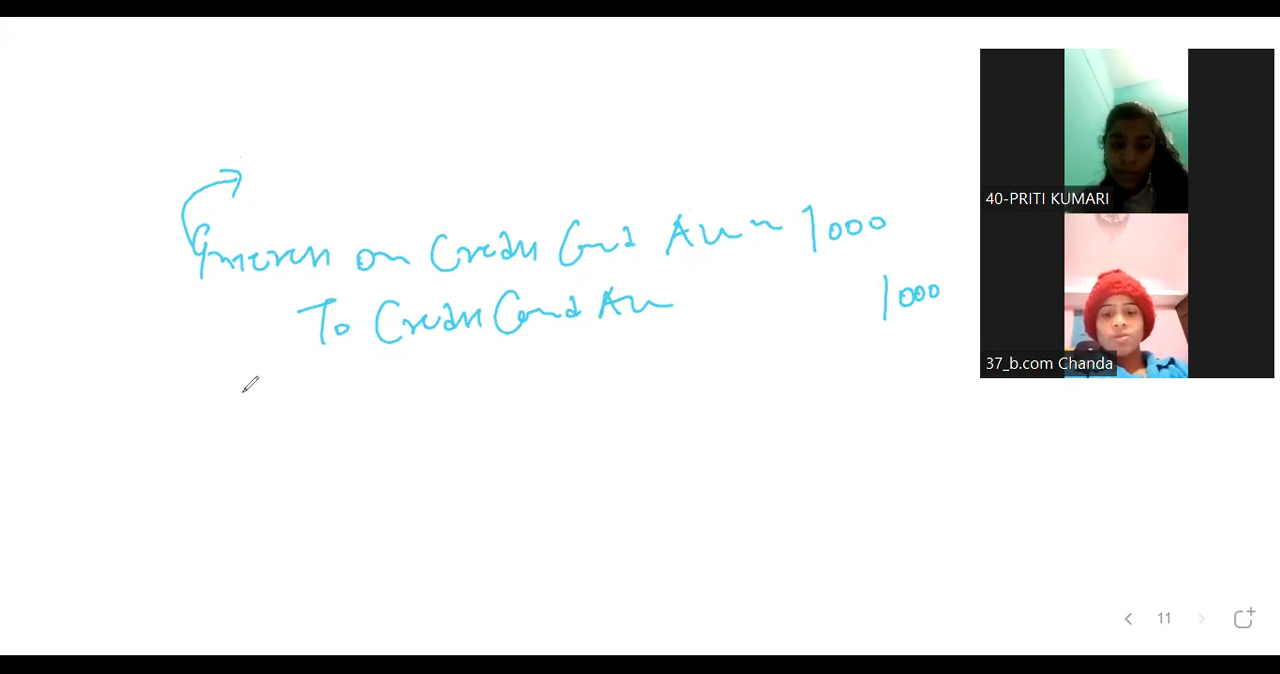 Interest on Credit Card A/c 1000
To Credit Card A/c 1000
40-PRITI KUMARI
37_b.com Chanda
11